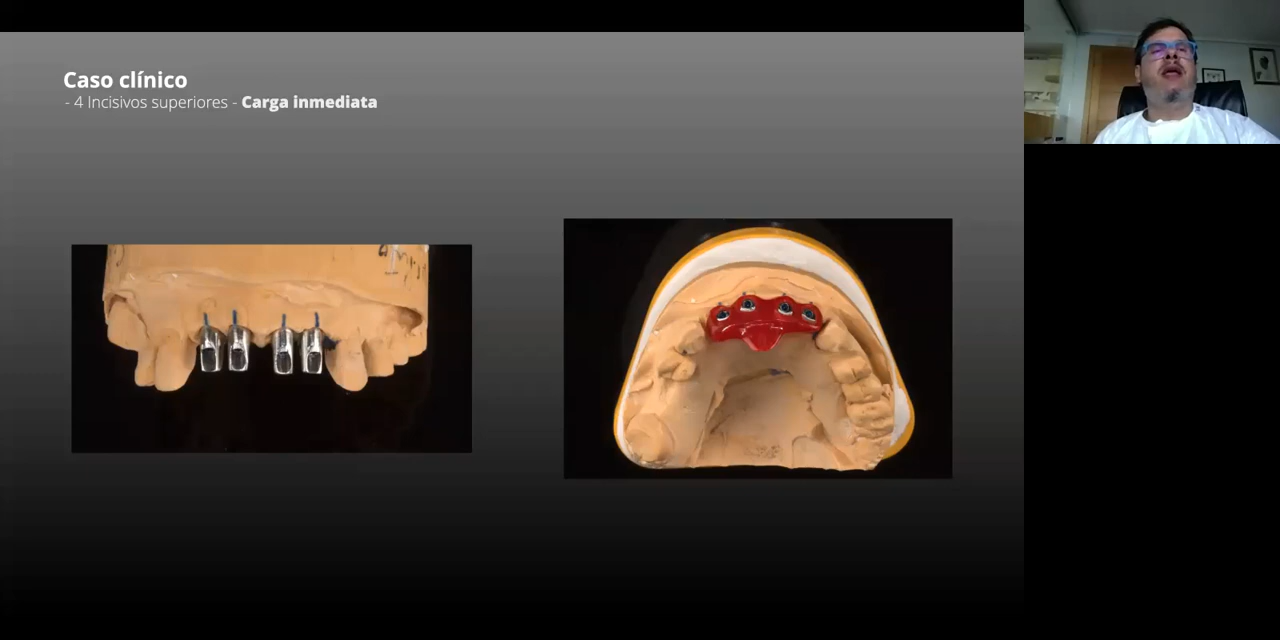 Caso clínico
- 4 Incisivos superiores - Carga inmediata